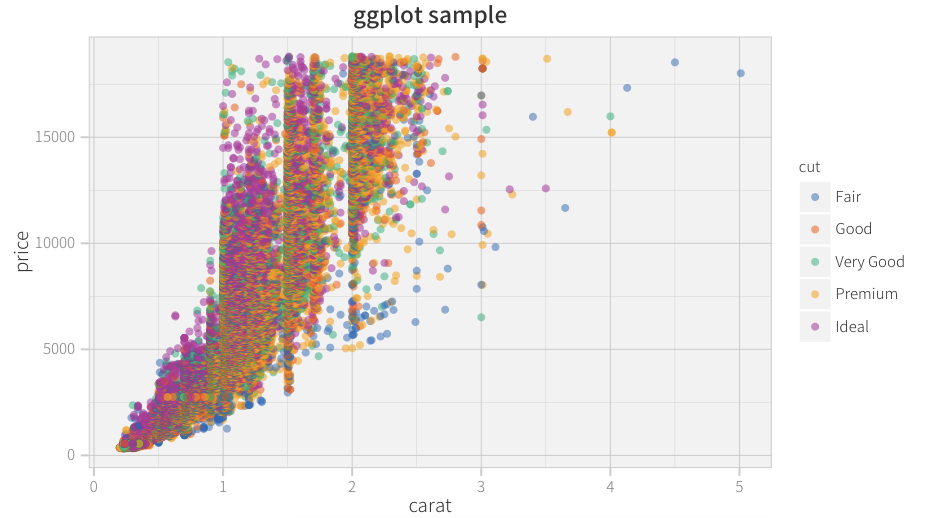 ggplot sample
price
15000
10000
5000
0
0 1 2 3 4 5
carat
cut
Fair
Good
Very Good
Premium
Ideal